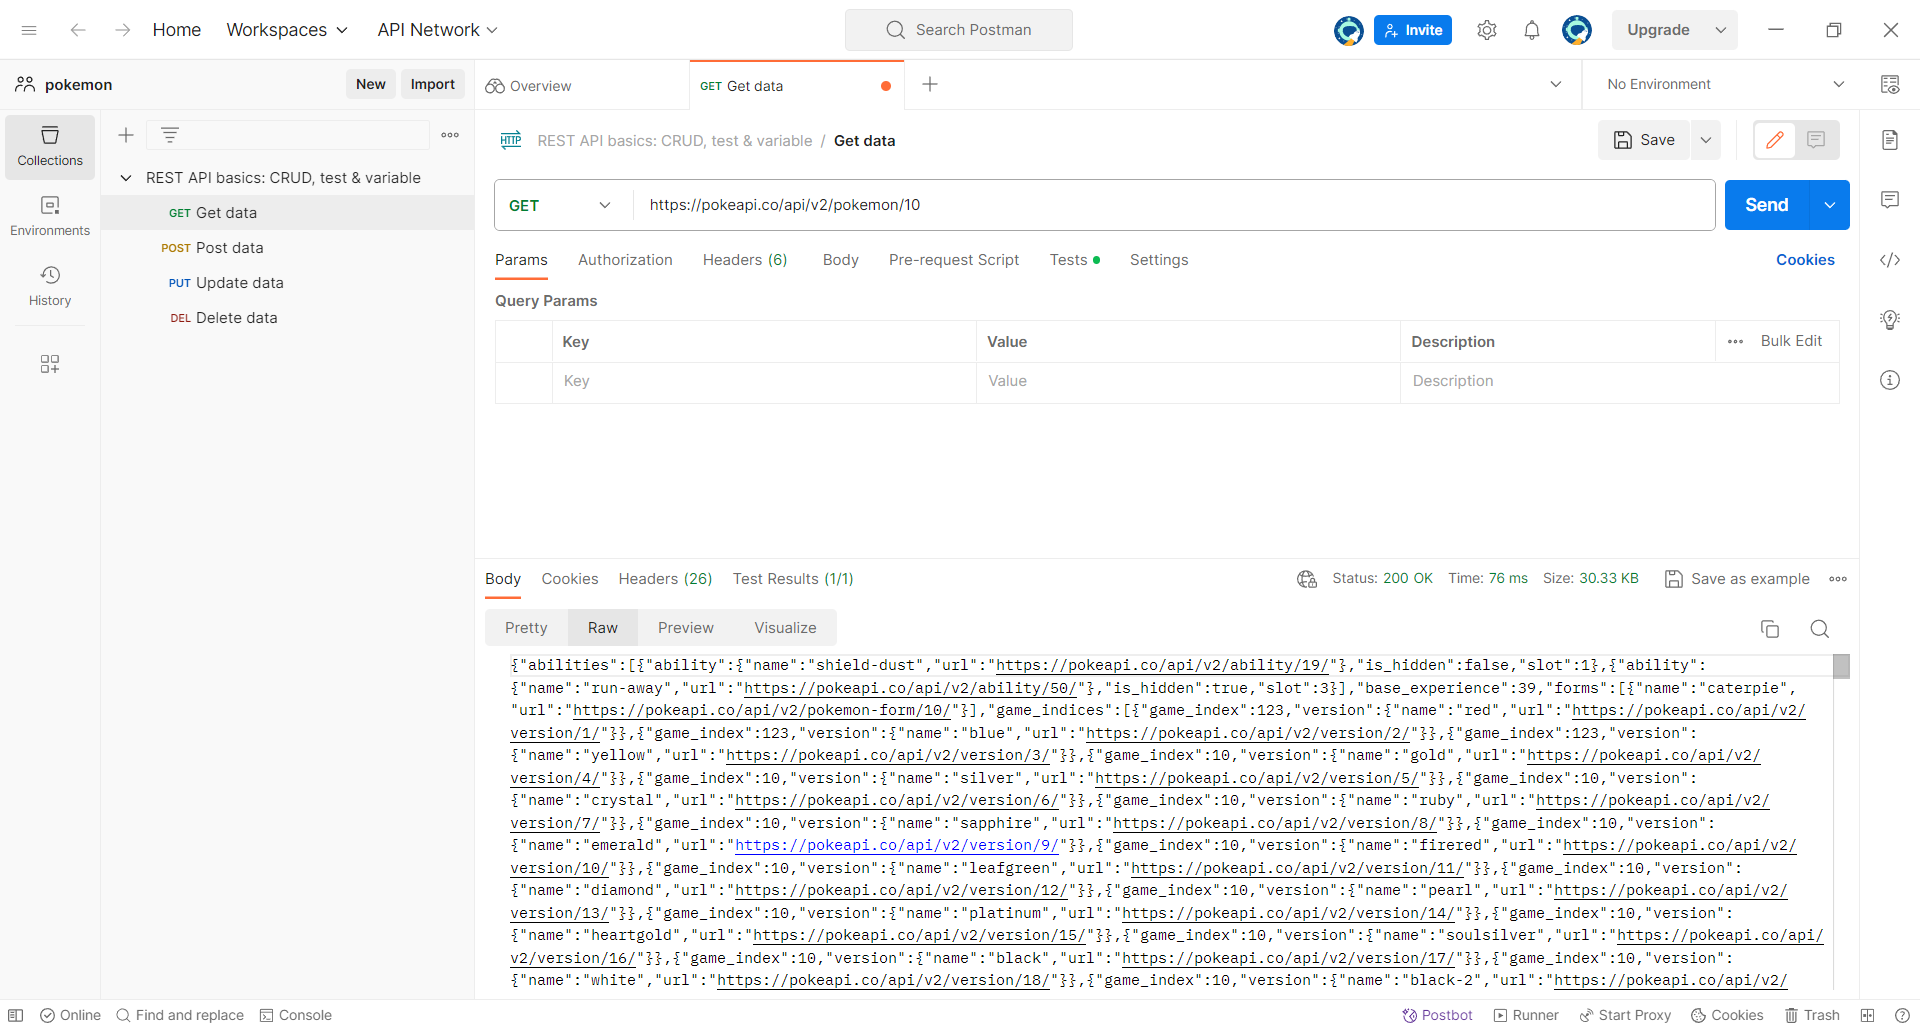 Home Workspaces API Network Search Postman Invite Upgrade
pokemon New Import Overview GET Get data No Environment
Collections
Environments
History
REST API basics: CRUD, test & variable
GET Get data
POST Post data
PUT Update data
DEL Delete data
HTTP REST API basics: CRUD, test & variable / Get data Save
GET https://pokeapi.co/api/v2/pokemon/10 Send
Params Authorization Headers (6) Body Pre-request Script Tests Settings Cookies
Query Params
Key Value Description Bulk Edit
Key Value Description
Body Cookies Headers (26) Test Results (1/1) Status: 200 OK Time: 76 ms Size: 30.33 KB Save as example
Pretty Raw Preview Visualize
{"abilities":[{"ability":{"name":"shield-dust","url":"https://pokeapi.co/api/v2/ability/19/"},"is_hidden":false,"slot":1},{"ability":
{"name":"run-away","url":"https://pokeapi.co/api/v2/ability/50/"},"is_hidden":true,"slot":3}],"base_experience":39,"forms":[{"name":"caterpie",
"url":"https://pokeapi.co/api/v2/pokemon-form/10/"}],"game_indices":[{"game_index":123,"version":{"name":"red","url":"https://pokeapi.co/api/v2/
version/1/"}},{"game_index":123,"version":{"name":"blue","url":"https://pokeapi.co/api/v2/version/2/"}},{"game_index":123,"version":
{"name":"yellow","url":"https://pokeapi.co/api/v2/version/3/"}},{"game_index":10,"version":{"name":"gold","url":"https://pokeapi.co/api/v2/
version/4/"}},{"game_index":10,"version":{"name":"silver","url":"https://pokeapi.co/api/v2/version/5/"}},{"game_index":10,"version":
{"name":"crystal","url":"https://pokeapi.co/api/v2/version/6/"}},{"game_index":10,"version":{"name":"ruby","url":"https://pokeapi.co/api/v2/
version/7/"}},{"game_index":10,"version":{"name":"sapphire","url":"https://pokeapi.co/api/v2/version/8/"}},{"game_index":10,"version":
{"name":"emerald","url":"https://pokeapi.co/api/v2/version/9/"}},{"game_index":10,"version":{"name":"firered","url":"https://pokeapi.co/api/v2/
version/10/"}},{"game_index":10,"version":{"name":"leafgreen","url":"https://pokeapi.co/api/v2/version/11/"}},{"game_index":10,"version":
{"name":"diamond","url":"https://pokeapi.co/api/v2/version/12/"}},{"game_index":10,"version":{"name":"pearl","url":"https://pokeapi.co/api/v2/
version/13/"}},{"game_index":10,"version":{"name":"platinum","url":"https://pokeapi.co/api/v2/version/14/"}},{"game_index":10,"version":
{"name":"heartgold","url":"https://pokeapi.co/api/v2/version/15/"}},{"game_index":10,"version":{"name":"soulsilver","url":"https://pokeapi.co/api/
v2/version/16/"}},{"game_index":10,"version":{"name":"black","url":"https://pokeapi.co/api/v2/version/17/"}},{"game_index":10,"version":
{"name":"white","url":"https://pokeapi.co/api/v2/version/18/"}},{"game_index":10,"version":{"name":"black-2","url":"https://pokeapi.co/api/v2/
Online Find and replace Console Postbot Runner Start Proxy Cookies Trash